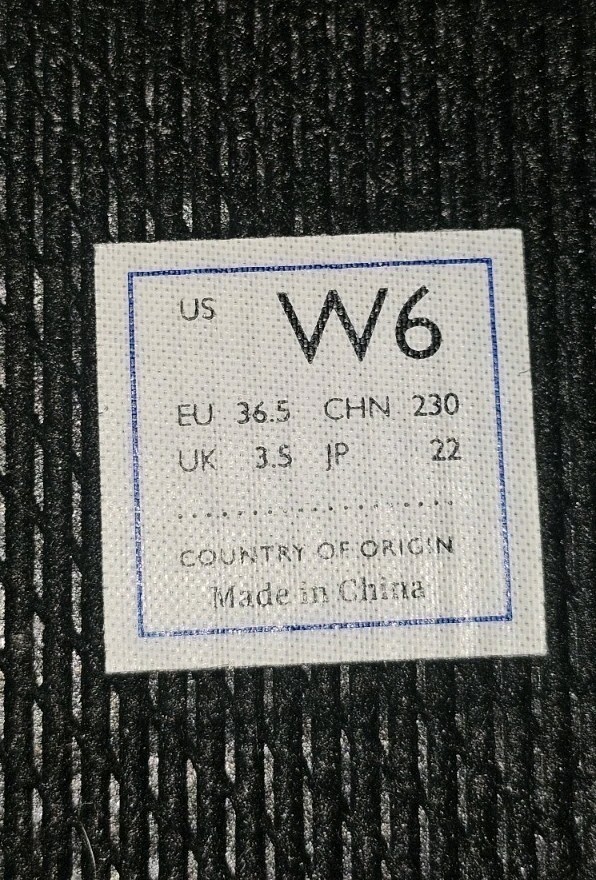 US W6
EU 36.5 CHN 230
UK 3.5 JP 22
COUNTRY OF ORIGIN
Made in China